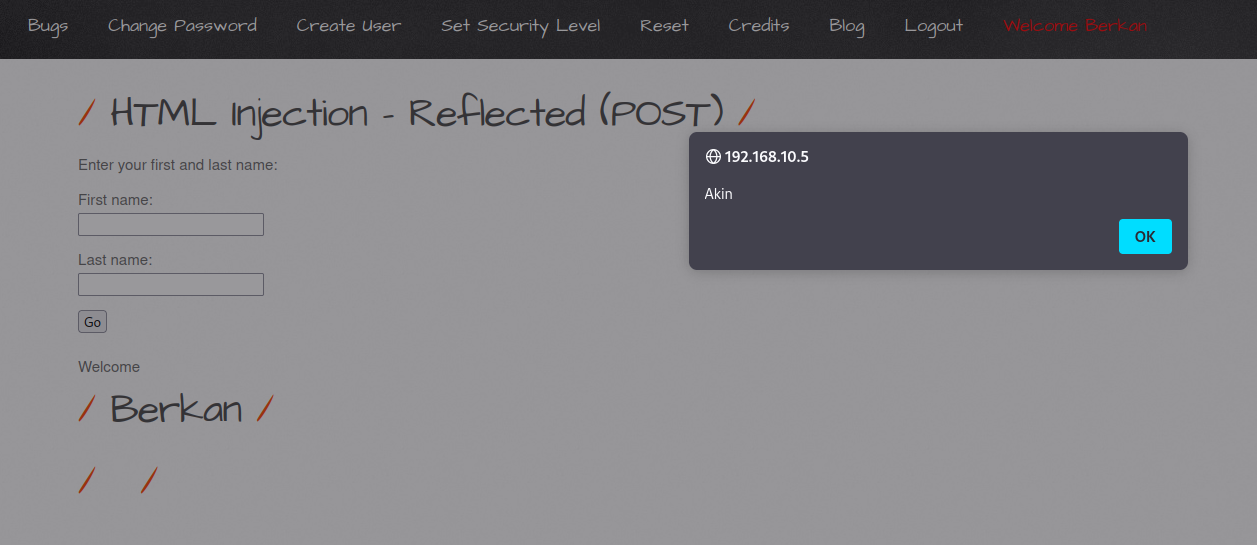 Bugs Change Password Create User Set Security Level Reset Credits Blog Logout Welcome Berkan
/ HTML Injection - Reflected (POST) /
192.168.10.5
Enter your first and last name:
Akin
First name:
OK
Last name:
Go
Welcome
/ Berkan /
/ /